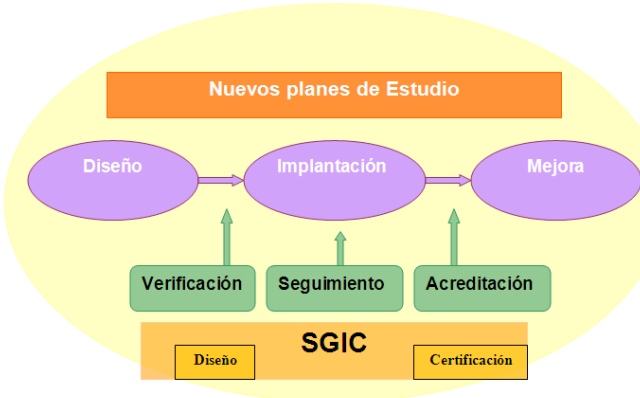 Nuevos planes de Estudio
Diseño
Implantación
Mejora
Verificación
Seguimiento
Acreditación
SGIC
Diseño
Certificación